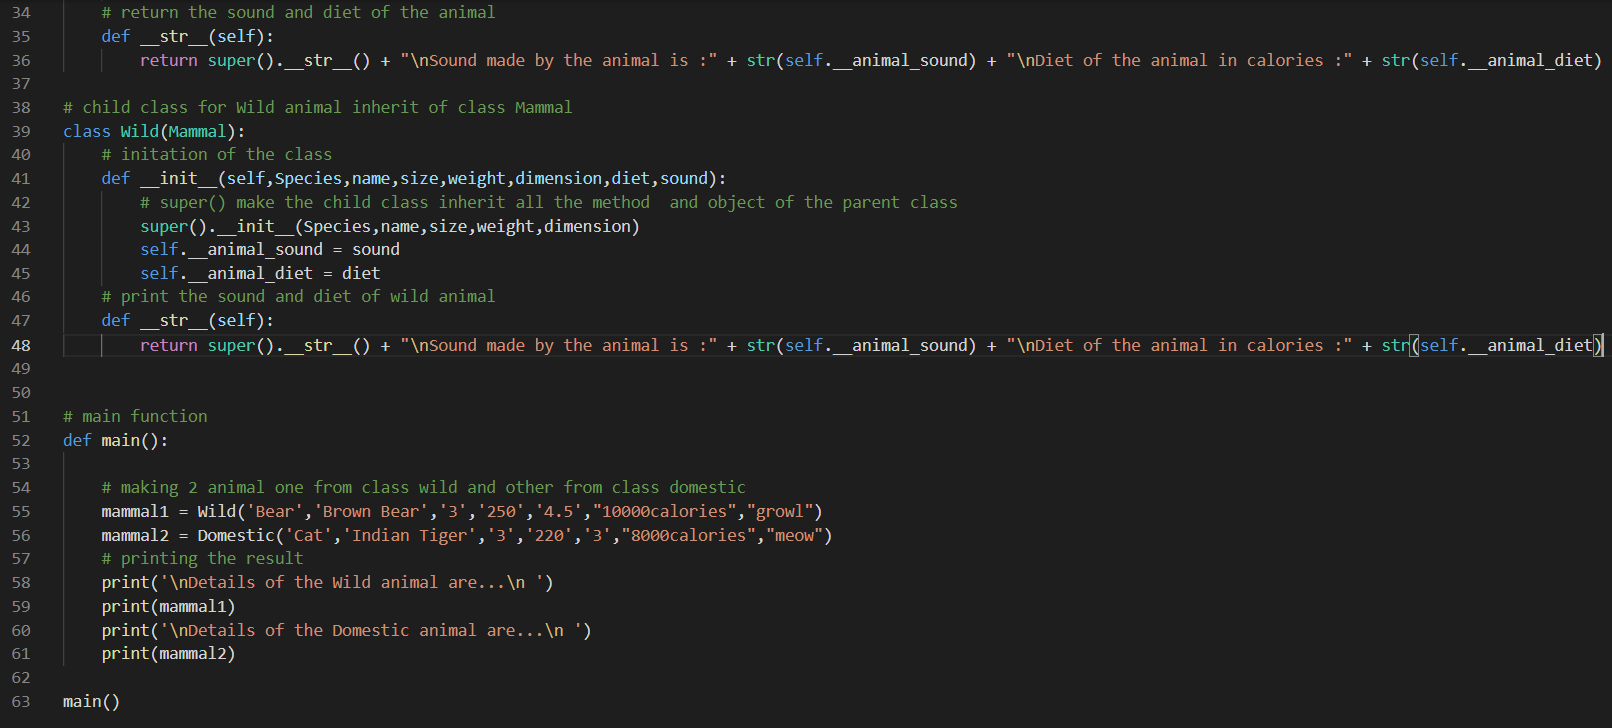 34        # return the sound and diet of the animal
35        def __str__(self):
36            return super().__str__() + "\nSound made by the animal is :" + str(self.__animal_sound) + "\nDiet of the animal in calories :" + str(self.__animal_diet)
37
38    # child class for Wild animal inherit of class Mammal
39    class Wild(Mammal):
40        # initation of the class
41        def __init__(self,Species,name,size,weight,dimension,diet,sound):
42            # super() make the child class inherit all the method  and object of the parent class
43            super().__init__(Species,name,size,weight,dimension)
44            self.__animal_sound = sound
45            self.__animal_diet = diet
46        # print the sound and diet of wild animal
47        def __str__(self):
48            return super().__str__() + "\nSound made by the animal is :" + str(self.__animal_sound) + "\nDiet of the animal in calories :" + str(self.__animal_diet)
49
50
51    # main function
52    def main():
53
54        # making 2 animal one from class wild and other from class domestic
55        mammal1 = Wild('Bear','Brown Bear','3','250','4.5',"10000calories","growl")
56        mammal2 = Domestic('Cat','Indian Tiger','3','220','3',"8000calories","meow")
57        # printing the result
58        print('\nDetails of the Wild animal are...\n ')
59        print(mammal1)
60        print('\nDetails of the Domestic animal are...\n ')
61        print(mammal2)
62
63    main()